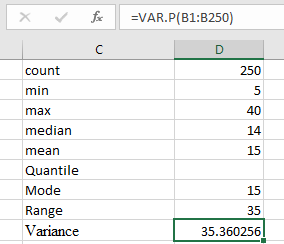 fx =VAR.P(B1:B250)
C D
count 250
min 5
max 40
median 14
mean 15
Quantile
Mode 15
Range 35
Variance 35.360256